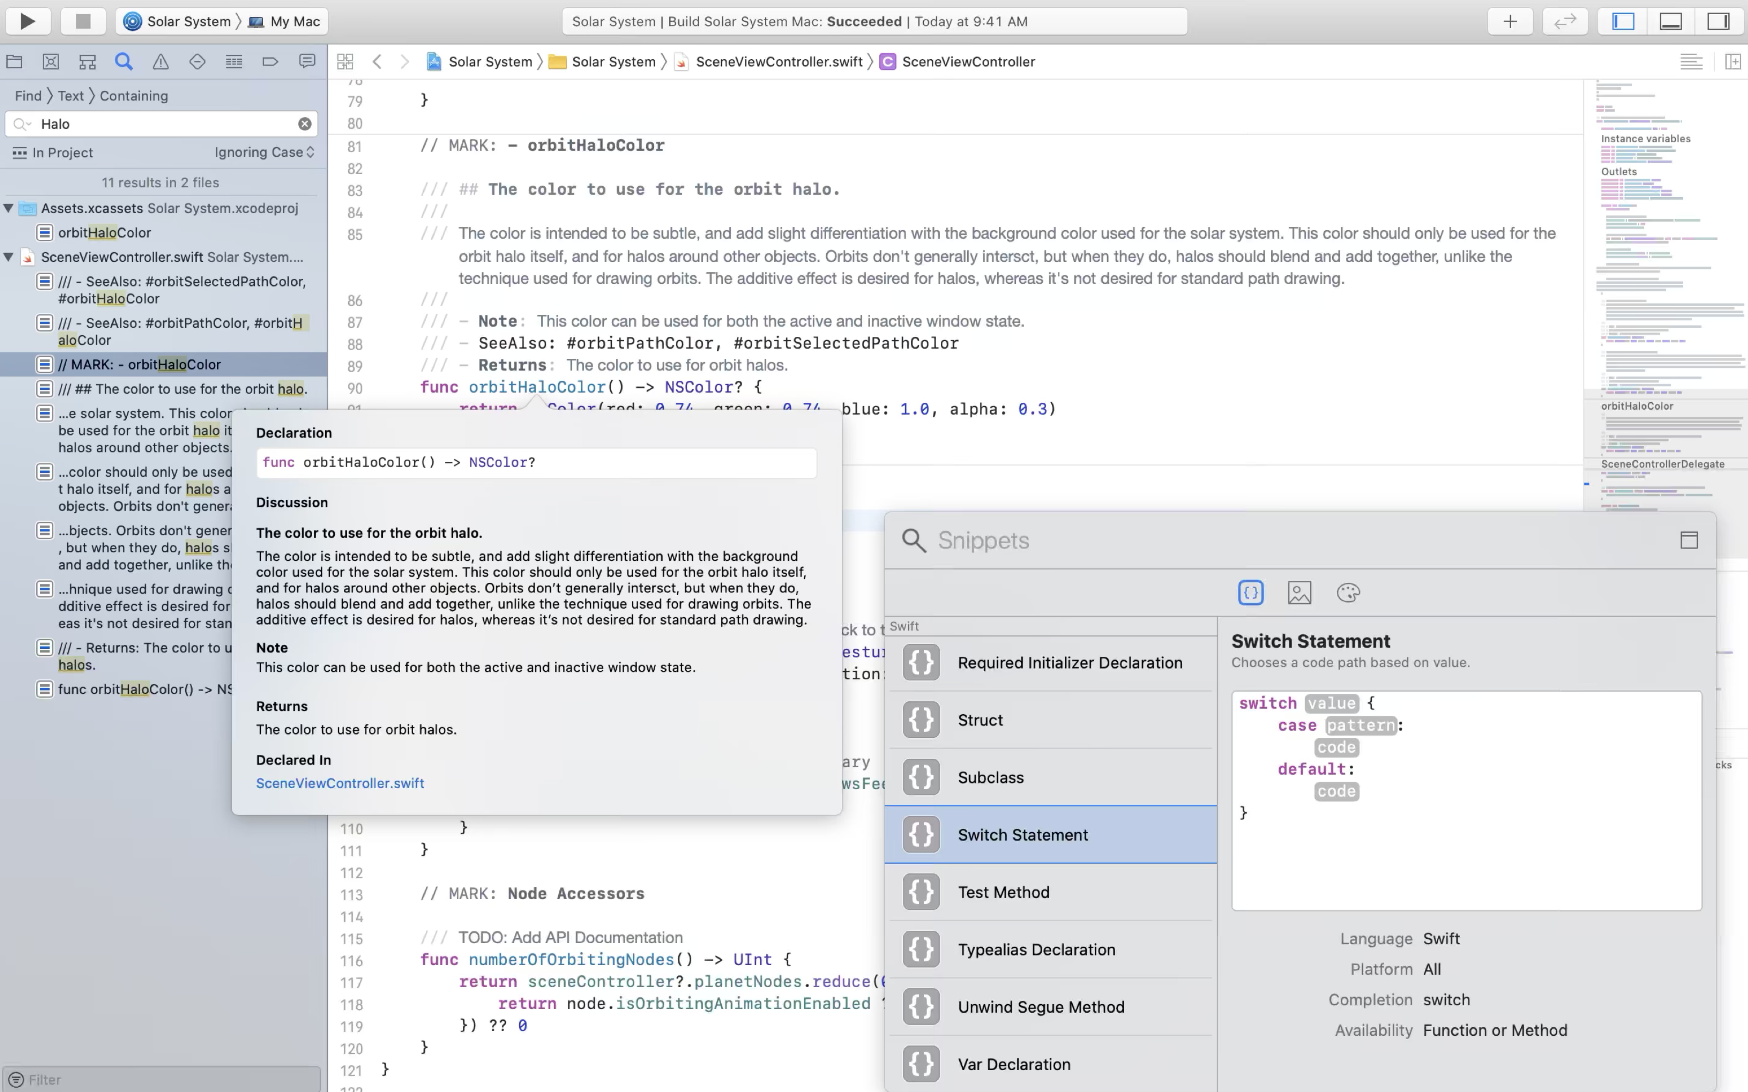 Solar System 〉 My Mac
Solar System | Build Solar System Mac: Succeeded | Today at 9:41 AM
Find 〉 Text 〉 Containing
Halo
In Project
Ignoring Case
11 results in 2 files
Assets.xcassets Solar System.xcodeproj
orbitHaloColor
SceneViewController.swift Solar System....
/// - SeeAlso: #orbitSelectedPathColor,
#orbitHaloColor
/// - SeeAlso: #orbitPathColor, #orbitH
aloColor
// MARK: - orbitHaloColor
/// ## The color to use for the orbit halo.
...e solar system. This color
be used for the orbit halo it
halos around other objects.
...color should only be used
t halo itself, and for halos a
objects. Orbits don't gener
...bjects. Orbits don't gener
, but when they do, halos s
and add together, unlike the
...hnique used for drawing
dditive effect is desired for
eas it's not desired for stan
/// - Returns: The color to u
halos.
func orbitHaloColor() -> NS
Filter
Solar System 〉 Solar System 〉 SceneViewController.swift 〉 C SceneViewController
79 }
80
81 // MARK: - orbitHaloColor
82
83 /// ## The color to use for the orbit halo.
84 ///
85 /// The color is intended to be subtle, and add slight differentiation with the background color used for the solar system. This color should only be used for the
orbit halo itself, and for halos around other objects. Orbits don't generally intersct, but when they do, halos should blend and add together, unlike the
technique used for drawing orbits. The additive effect is desired for halos, whereas it's not desired for standard path drawing.
86 ///
87 /// - Note: This color can be used for both the active and inactive window state.
88 /// - SeeAlso: #orbitPathColor, #orbitSelectedPathColor
89 /// - Returns: The color to use for orbit halos.
90 func orbitHaloColor() -> NSColor? {
return Color(red: 0.74, green: 0.74, blue: 1.0, alpha: 0.3)
Declaration
func orbitHaloColor() -> NSColor?
Discussion
The color to use for the orbit halo.
The color is intended to be subtle, and add slight differentiation with the background
color used for the solar system. This color should only be used for the orbit halo itself,
and for halos around other objects. Orbits don’t generally intersct, but when they do,
halos should blend and add together, unlike the technique used for drawing orbits. The
additive effect is desired for halos, whereas it’s not desired for standard path drawing.
Note
This color can be used for both the active and inactive window state.
Returns
The color to use for orbit halos.
Declared In
SceneViewController.swift
ck to t
estu
tion:
ary
wsFee
110 }
111 }
112
113 // MARK: Node Accessors
114
115 /// TODO: Add API Documentation
116 func numberOfOrbitingNodes() -> UInt {
117 return sceneController?.planetNodes.reduce(
118 return node.isOrbitingAnimationEnabled
119 }) ?? 0
120 }
121 }
Instance variables
Outlets
orbitHaloColor
SceneControllerDelegate
cks
Snippets
Swift
{} Required Initializer Declaration
{} Struct
{} Subclass
{} Switch Statement
{} Test Method
{} Typealias Declaration
{} Unwind Segue Method
{} Var Declaration
Switch Statement
Chooses a code path based on value.
switch value {
case pattern:
code
default:
code
}
Language Swift
Platform All
Completion switch
Availability Function or Method